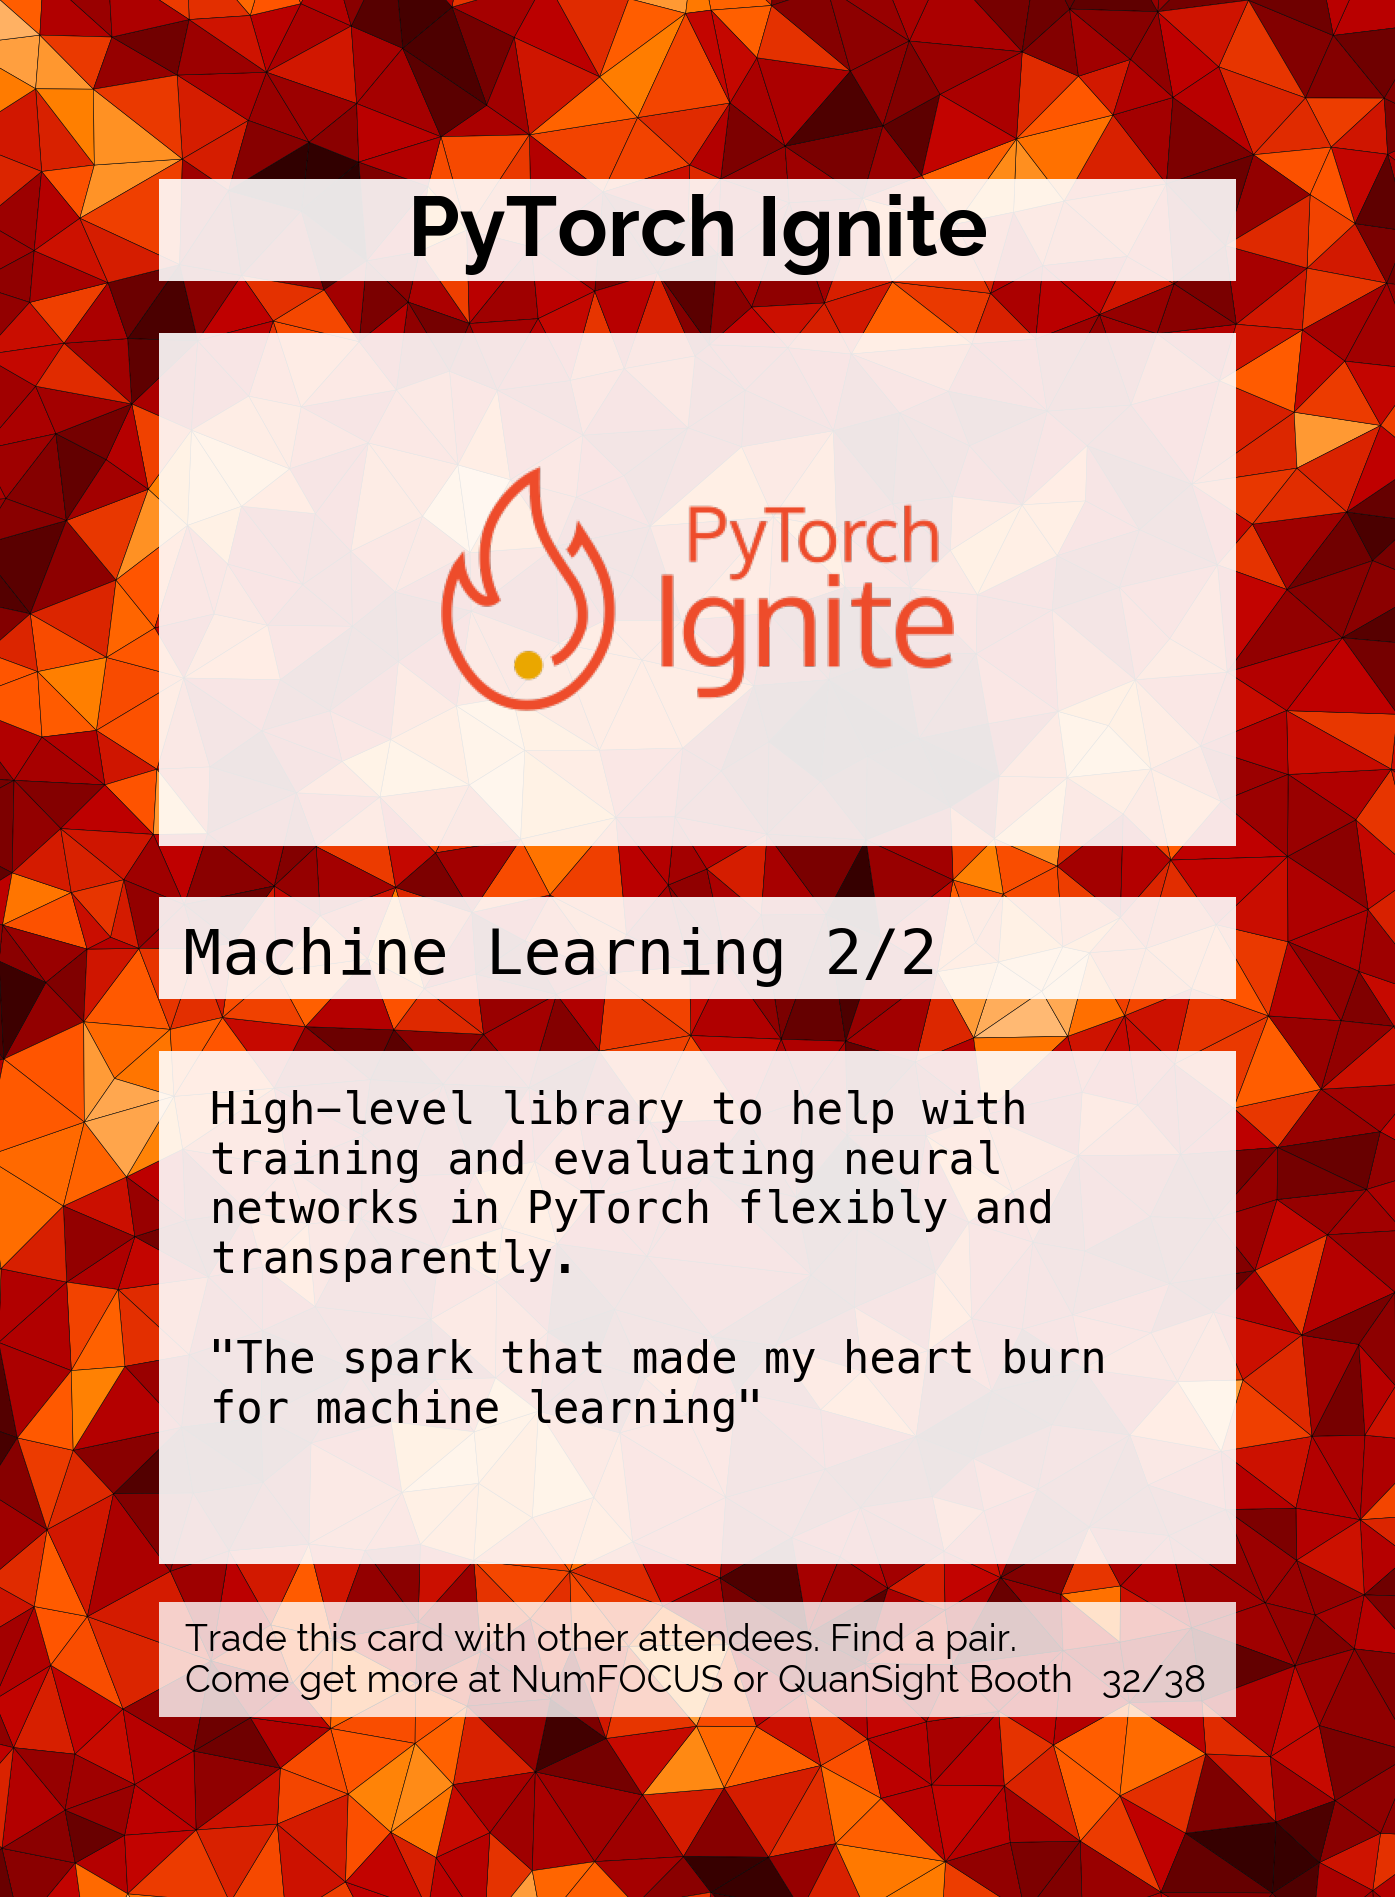 PyTorch Ignite
PyTorch
Ignite
Machine Learning 2/2
High-level library to help with
training and evaluating neural
networks in PyTorch flexibly and
transparently.
"The spark that made my heart burn
for machine learning"
Trade this card with other attendees. Find a pair.
Come get more at NumFOCUS or QuanSight Booth 32/38